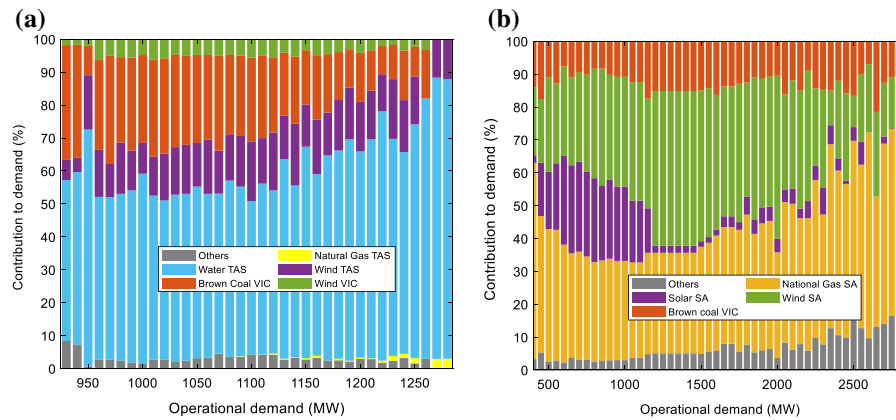 (a)
100
90
80
70
60
50
40
30
20
10
0
Contribution to demand (%)
Others
Natural Gas TAS
Water TAS
Wind TAS
Brown Coal VIC
Wind VIC
950 1000 1050 1100 1150 1200 1250
Operational demand (MW)
(b)
100
90
80
70
60
50
40
30
20
10
0
Contribution to demand (%)
Others
National Gas SA
Solar SA
Wind SA
Brown coal VIC
500 1000 1500 2000 2500
Operational demand (MW)